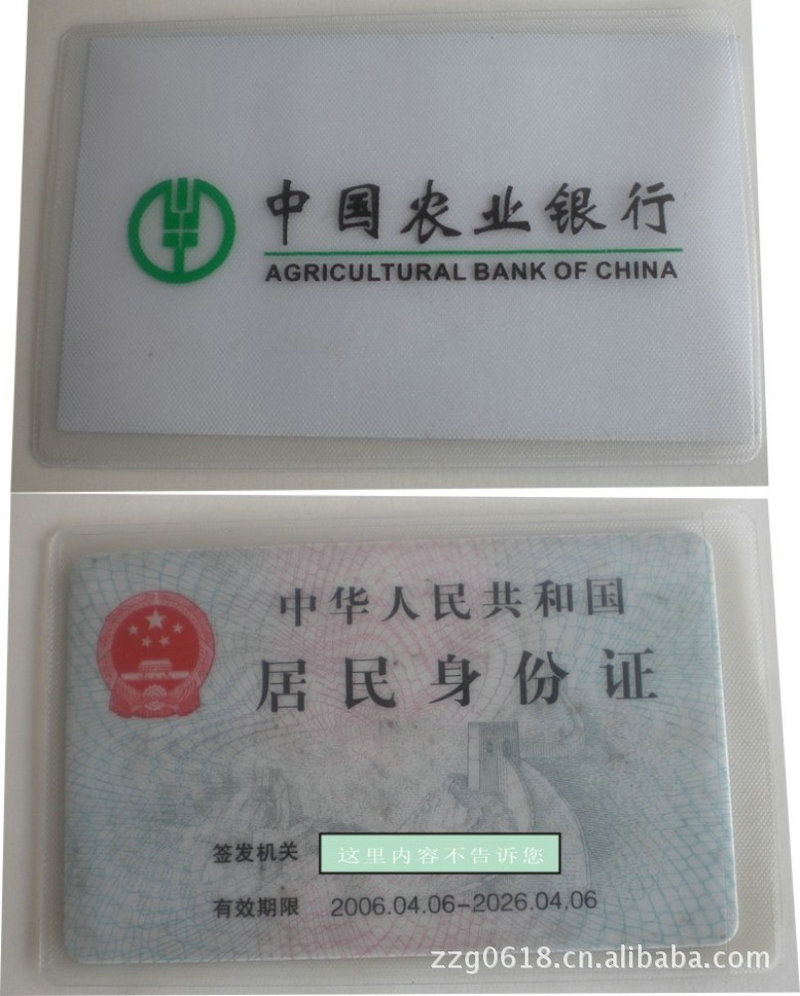 中国农业银行
AGRICULTURAL BANK OF CHINA
中华人民共和国
居民身份证
签发机关 这里内容不告诉您
有效期限 2006.04.06-2026.04.06
zzg0618.cn.alibaba.com